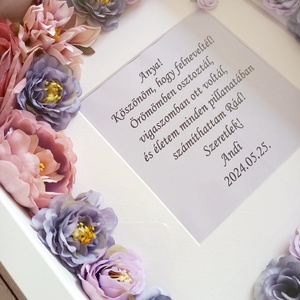 Anya!
Köszönöm, hogy felneveltél!
Örömömben osztoztál,
vigaszomban ott voltál,
és életem minden pillanatában
számíthattam Rád!
Szeretlek!
Andi
2024.05.25.